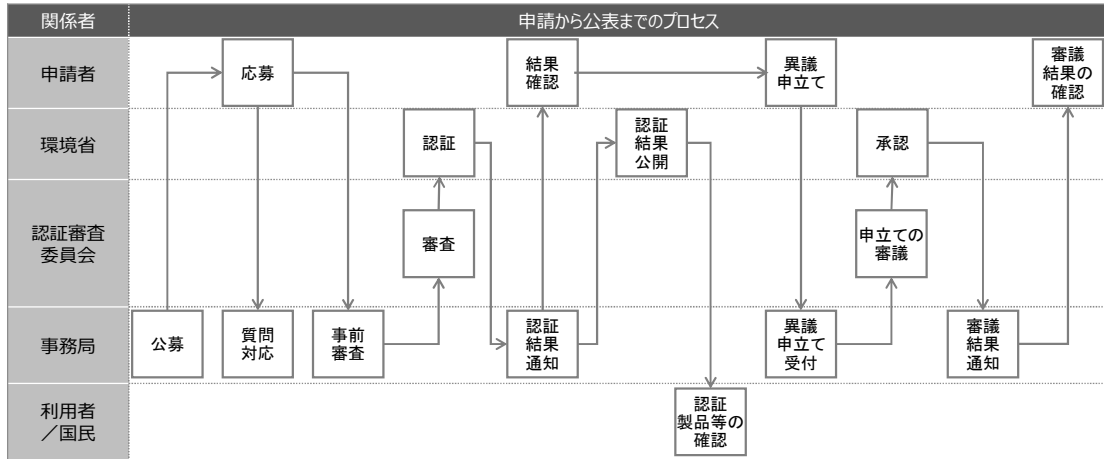 関係者
申請から公表までのプロセス
申請者
応募
結果
確認
異議
申立て
審議
結果の
確認
環境省
認証
認証
結果
公開
承認
認証審査
委員会
審査
申立ての
審議
事務局
公募
質問
対応
事前
審査
認証
結果
通知
異議
申立て
受付
審議
結果
通知
利用者
／国民
認証
製品等の
確認